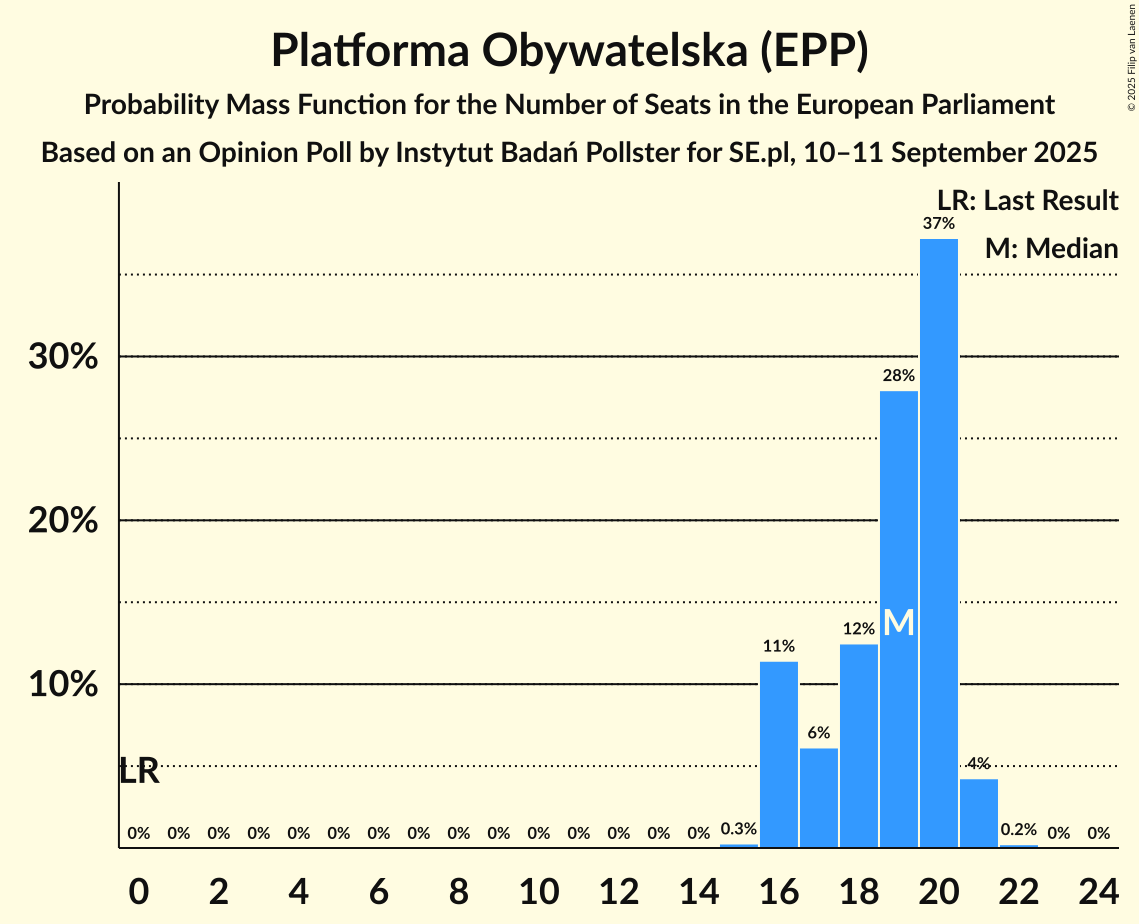 Platforma Obywatelska (EPP)
Probability Mass Function for the Number of Seats in the European Parliament
Based on an Opinion Poll by Instytut Badań Pollster for SE.pl, 10–11 September 2025
© 2025 Filip van Laenen
LR: Last Result
M: Median
37%
30%
28%
20%
M
12%
11%
10%
6%
LR
4%
0% 0% 0% 0% 0% 0% 0% 0% 0% 0% 0% 0% 0% 0% 0% 0.3% 0.2% 0% 0%
0 2 4 6 8 10 12 14 16 18 20 22 24